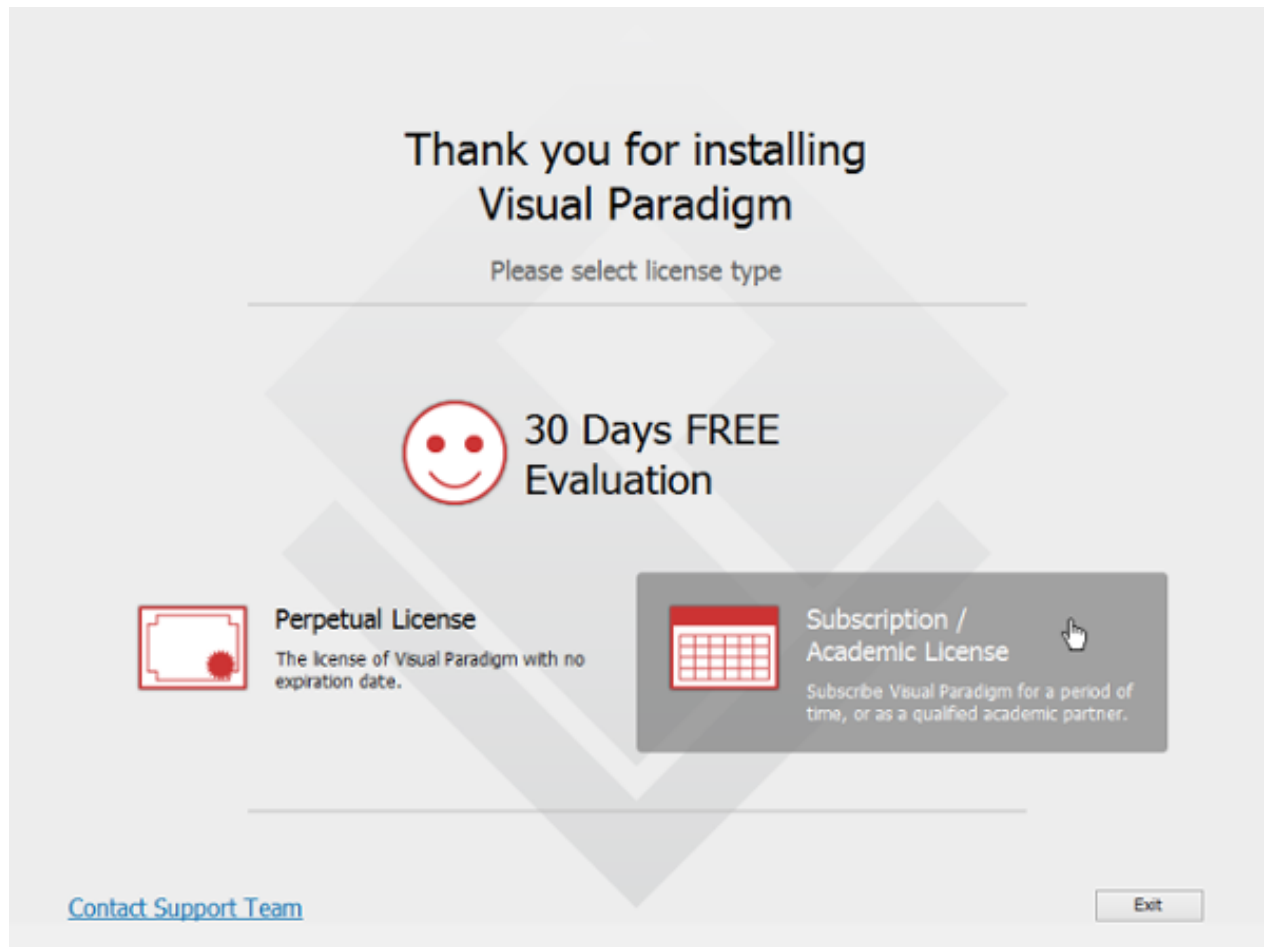 Thank you for installing
Visual Paradigm
Please select license type
30 Days FREE
Evaluation
Perpetual License
The license of Visual Paradigm with no
expiration date.
Subscription /
Academic License
Subscribe Visual Paradigm for a period of
time, or as a qualified academic partner.
Contact Support Team
Exit